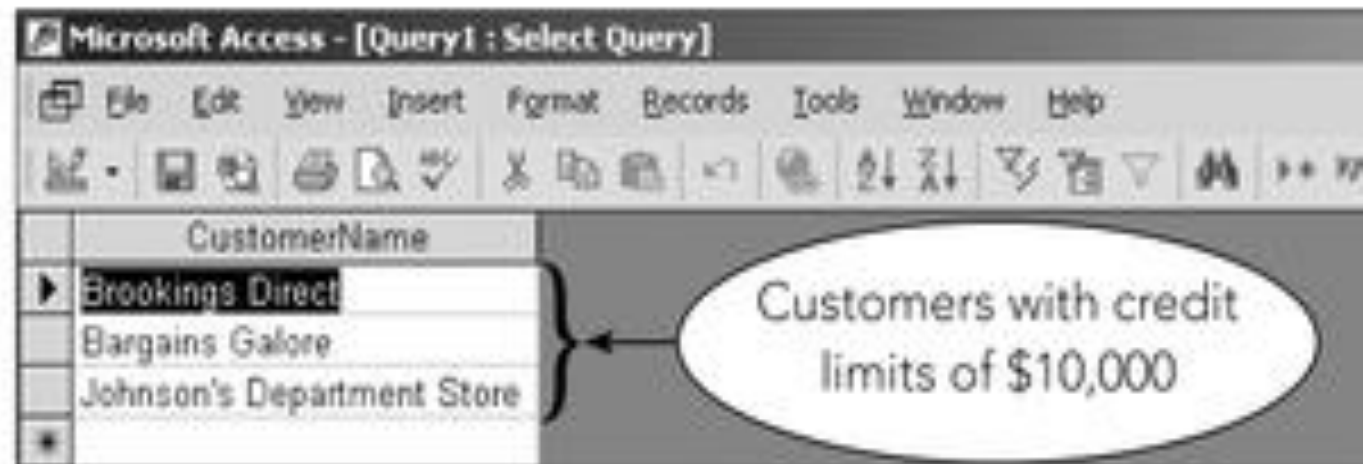 Microsoft Access - [Query1 : Select Query]
File Edit View Insert Format Records Tools Window Help
CustomerName
Brookings Direct
Bargains Galore
Johnson's Department Store
Customers with credit
limits of $10,000